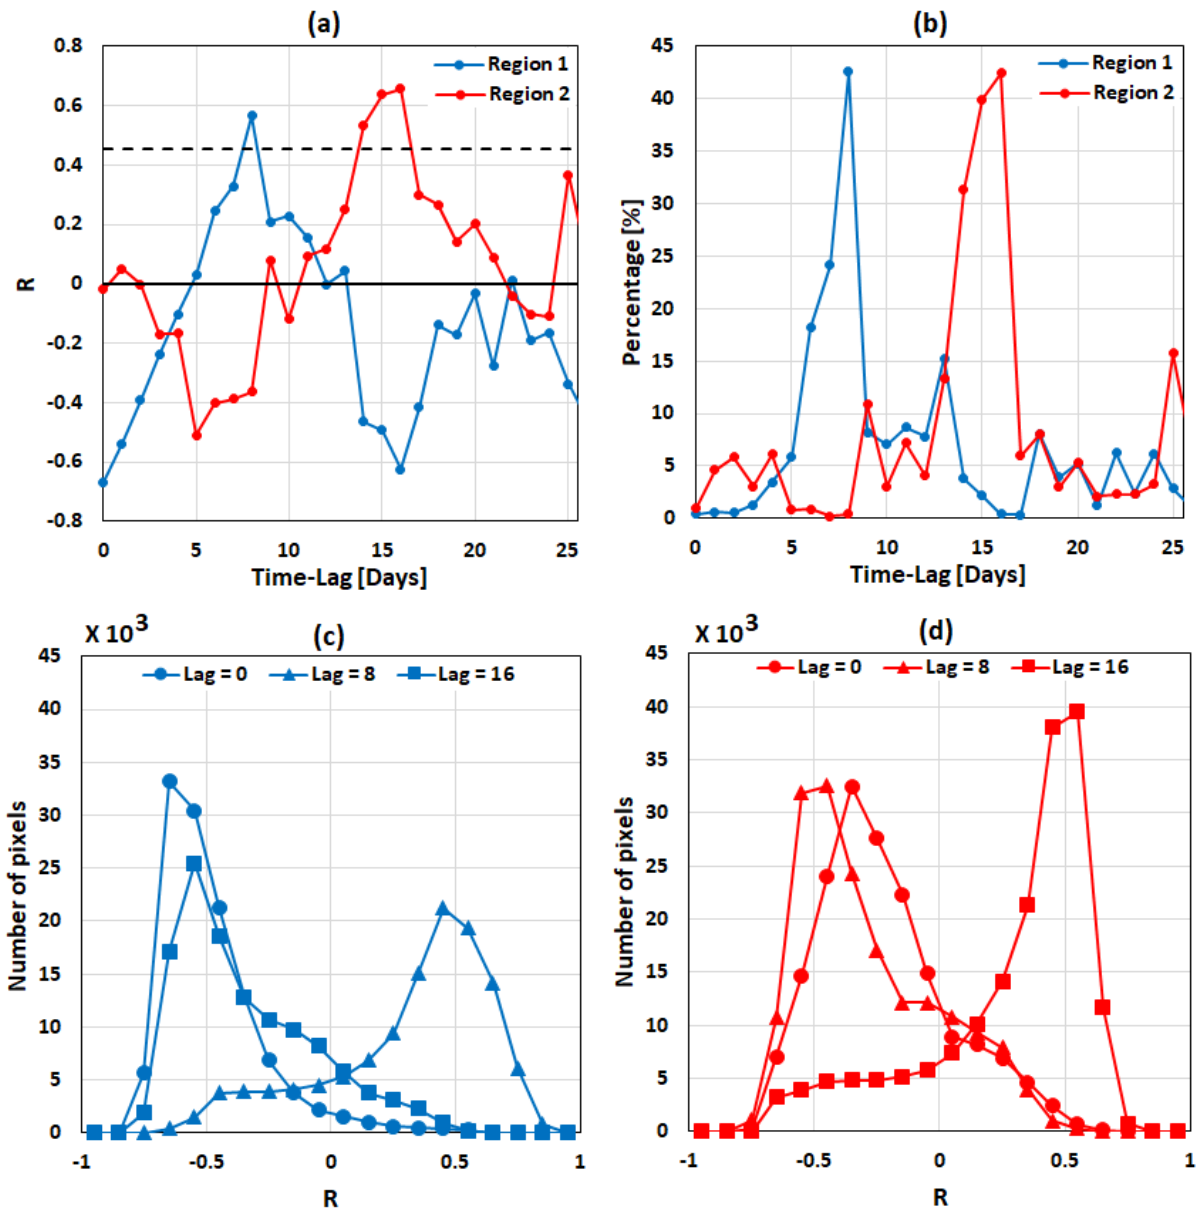 (a)
0.8
0.6
0.4
0.2
0
-0.2
-0.4
-0.6
-0.8
R
Region 1
Region 2
0 5 10 15 20 25
Time-Lag [Days]
(b)
45
40
35
30
25
20
15
10
5
0
Percentage [%]
Region 1
Region 2
0 5 10 15 20 25
Time-Lag [Days]
X 10³
(c)
45
40
35
30
25
20
15
10
5
0
Number of pixels
Lag = 0 Lag = 8 Lag = 16
-1 -0.5 0 0.5 1
R
X 10³
(d)
45
40
35
30
25
20
15
10
5
0
Number of pixels
Lag = 0 Lag = 8 Lag = 16
-1 -0.5 0 0.5 1
R